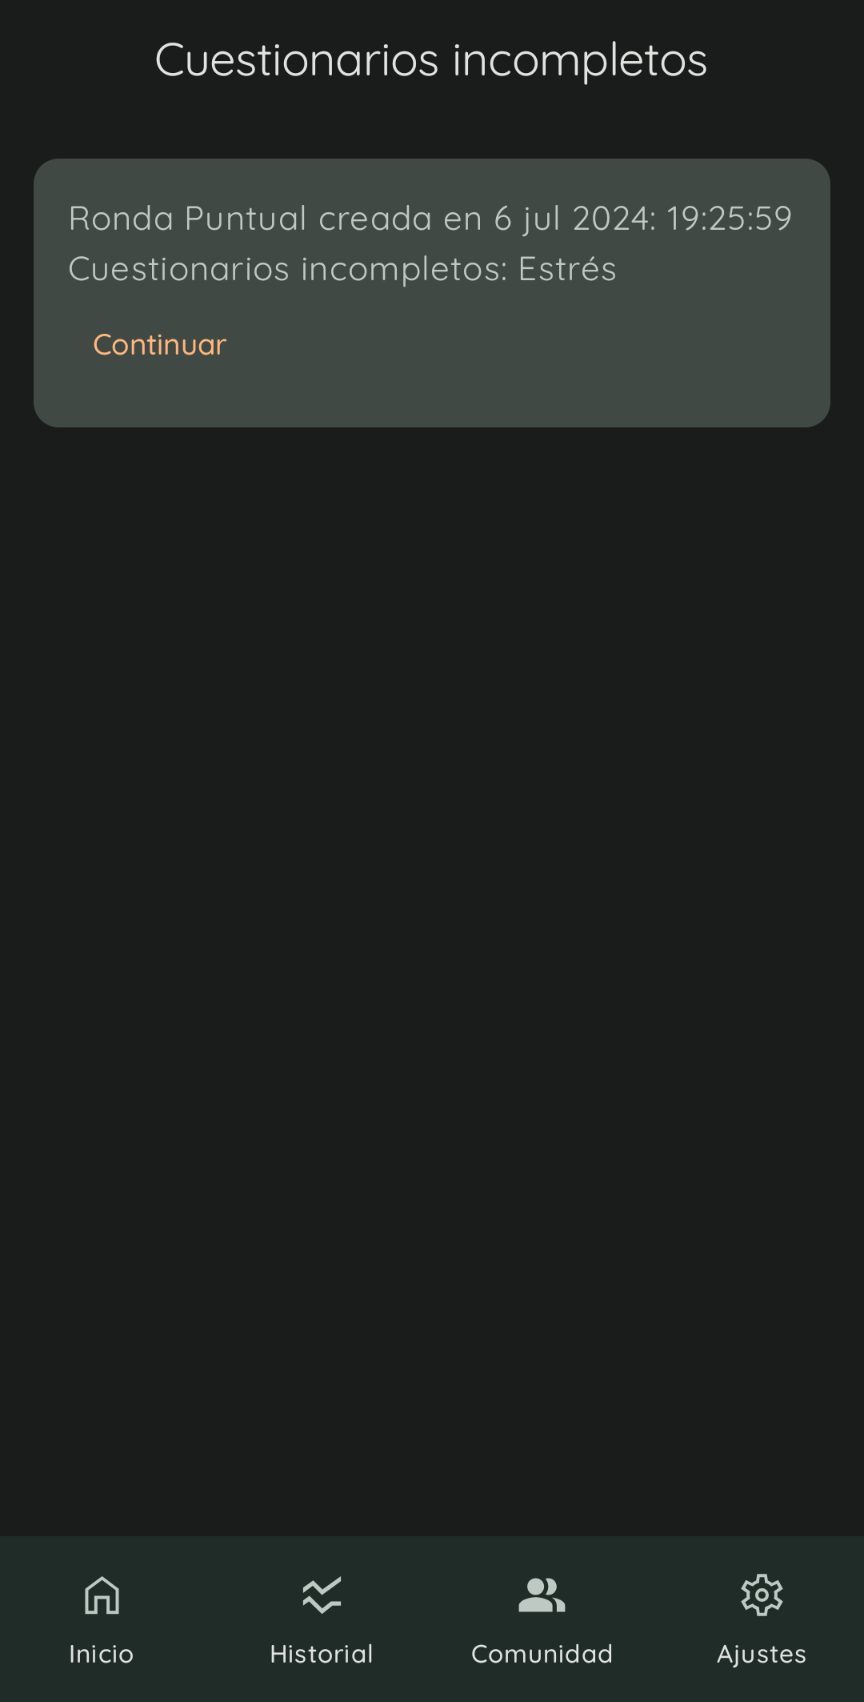 Cuestionarios incompletos
Ronda Puntual creada en 6 jul 2024: 19:25:59
Cuestionarios incompletos: Estrés
Continuar
Inicio
Historial
Comunidad
Ajustes